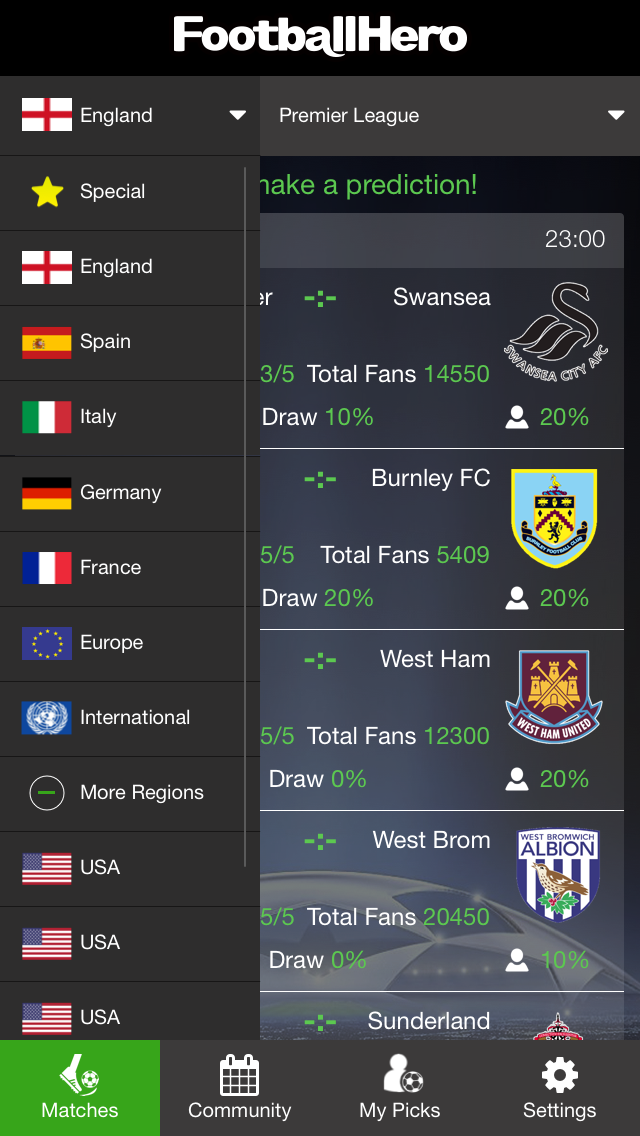 FootballHero
England
Premier League
Special
England
Spain
Italy
Germany
France
Europe
International
More Regions
USA
USA
USA
make a prediction!
23:00
er -:- Swansea
SWANSEA CITY AFC
3/5 Total Fans 14550
Draw 10% 20%
-:- Burnley FC
BURNLEY FOOTBALL CLUB
5/5 Total Fans 5409
Draw 20% 20%
-:- West Ham
WEST HAM UNITED
5/5 Total Fans 12300
Draw 0% 20%
-:- West Brom
WEST BROMWICH
ALBION
5/5 Total Fans 20450
Draw 0% 10%
-:- Sunderland
Matches
Community
My Picks
Settings